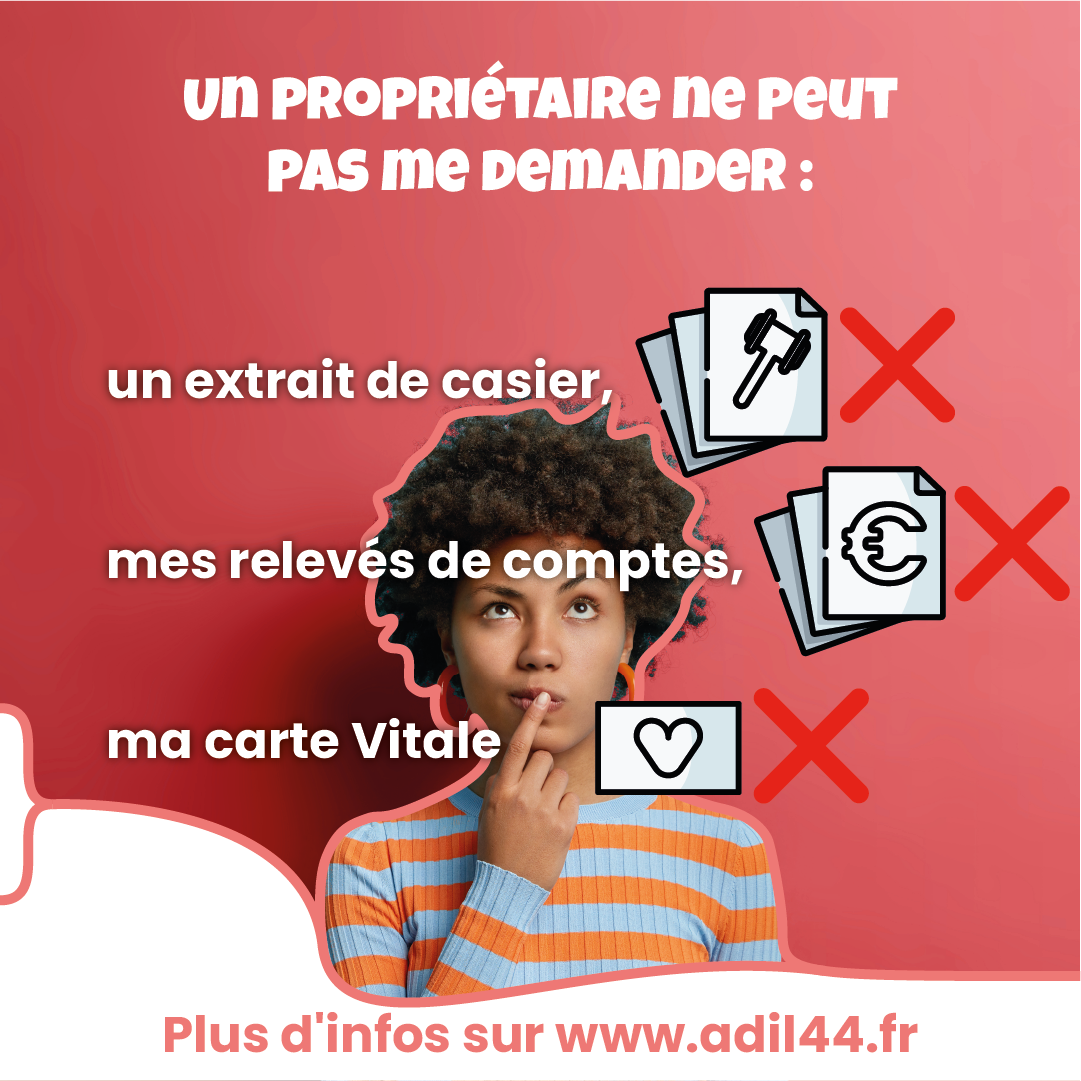 un propriétaire ne peut
pas me demander :
un extrait de casier,
mes relevés de comptes,
ma carte Vitale
Plus d'infos sur www.adil44.fr